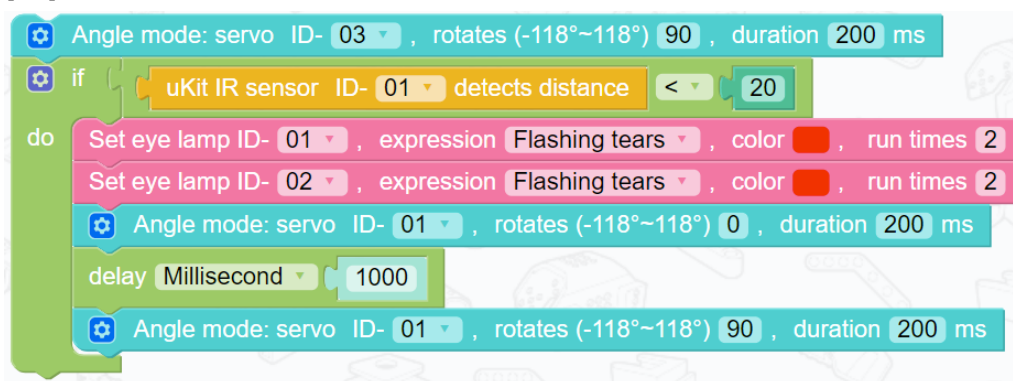 Angle mode: servo ID- 03 , rotates (-118°~118°) 90 , duration 200 ms
if uKit IR sensor ID- 01 detects distance < 20
do Set eye lamp ID- 01 , expression Flashing tears , color , run times 2
Set eye lamp ID- 02 , expression Flashing tears , color , run times 2
Angle mode: servo ID- 01 , rotates (-118°~118°) 0 , duration 200 ms
delay Millisecond 1000
Angle mode: servo ID- 01 , rotates (-118°~118°) 90 , duration 200 ms